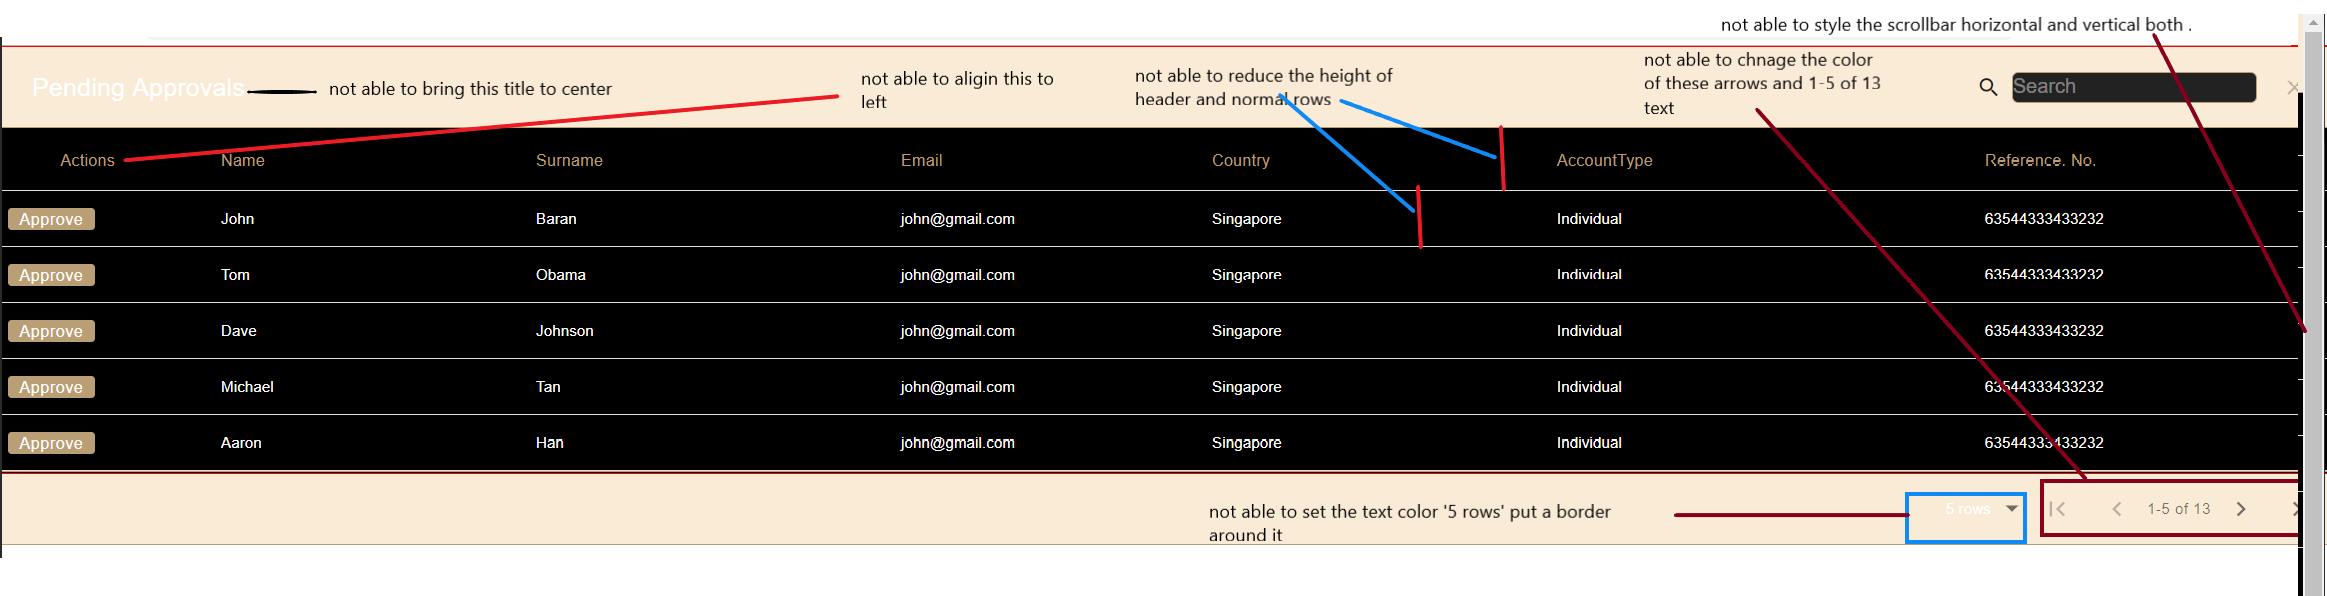 not able to style the scrollbar horizontal and vertical both .
Pending Approvals
not able to bring this title to center
not able to aligin this to
left
not able to reduce the height of
header and normal rows
not able to chnage the color
of these arrows and 1-5 of 13
text
Search
Actions Name Surname Email Country AccountType Reference. No.
Approve John Baran john@gmail.com Singapore Individual 63544333433232
Approve Tom Obama john@gmail.com Singapore Individual 63544333433232
Approve Dave Johnson john@gmail.com Singapore Individual 63544333433232
Approve Michael Tan john@gmail.com Singapore Individual 63544333433232
Approve Aaron Han john@gmail.com Singapore Individual 63544333433232
not able to set the text color '5 rows' put a border
around it
5 rows
1-5 of 13